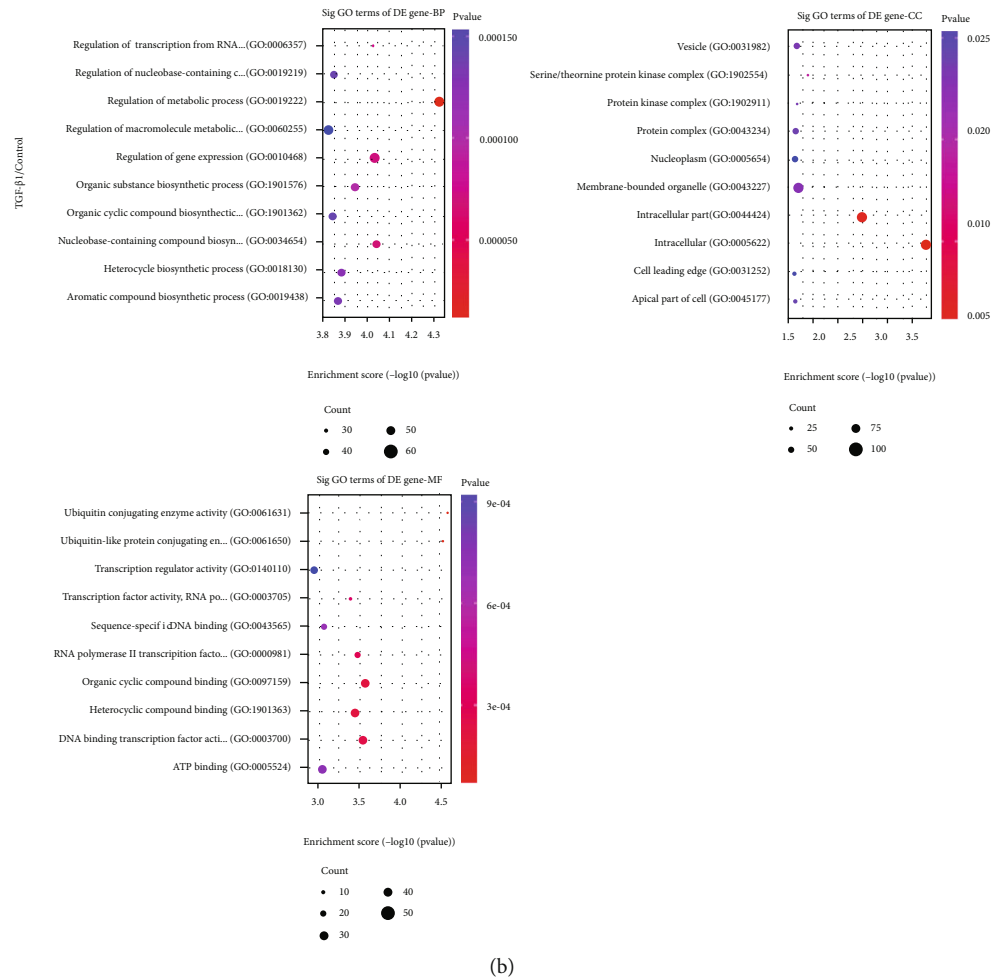 Sig GO terms of DE gene-BP
Pvalue
TGF-β1/Control
Regulation of transcription from RNA...(GO:0006357)
Regulation of nucleobase-containing c...(GO:0019219)
Regulation of metabolic process (GO:0019222)
Regulation of macromolecule metabolic... (GO:0060255)
Regulation of gene expression (GO:0010468)
Organic substance biosynthetic process (GO:1901576)
Organic cyclic compound biosynthectic... (GO:1901362)
Nucleobase-containing compound biosyn... (GO:0034654)
Heterocycle biosynthetic process (GO:0018130)
Aromatic compound biosynthetic process (GO:0019438)
0.000150
0.000100
0.000050
3.8 3.9 4.0 4.1 4.2 4.3
Enrichment score (–log10 (pvalue))
Count
30 50
40 60
Sig GO terms of DE gene-CC
Pvalue
Vesicle (GO:0031982)
Serine/theornine protein kinase complex (GO:1902554)
Protein kinase complex (GO:1902911)
Protein complex (GO:0043234)
Nucleoplasm (GO:0005654)
Membrane-bounded organelle (GO:0043227)
Intracellular part(GO:0044424)
Intracellular (GO:0005622)
Cell leading edge (GO:0031252)
Apical part of cell (GO:0045177)
0.025
0.020
0.010
0.005
1.5 2.0 2.5 3.0 3.5
Enrichment score (–log10 (pvalue))
Count
25 75
50 100
Sig GO terms of DE gene-MF
Pvalue
Ubiquitin conjugating enzyme activity (GO:0061631)
Ubiquitin-like protein conjugating en... (GO:0061650)
Transcription regulator activity (GO:0140110)
Transcription factor activity, RNA po... (GO:0003705)
Sequence-specif i dDNA binding (GO:0043565)
RNA polymerase II transcripition facto... (GO:0000981)
Organic cyclic compound binding (GO:0097159)
Heterocyclic compound binding (GO:1901363)
DNA binding transcription factor acti... (GO:0003700)
ATP binding (GO:0005524)
9e-04
6e-04
3e-04
3.0 3.5 4.0 4.5
Enrichment score (–log10 (pvalue))
Count
10 40
20 50
30
(b)